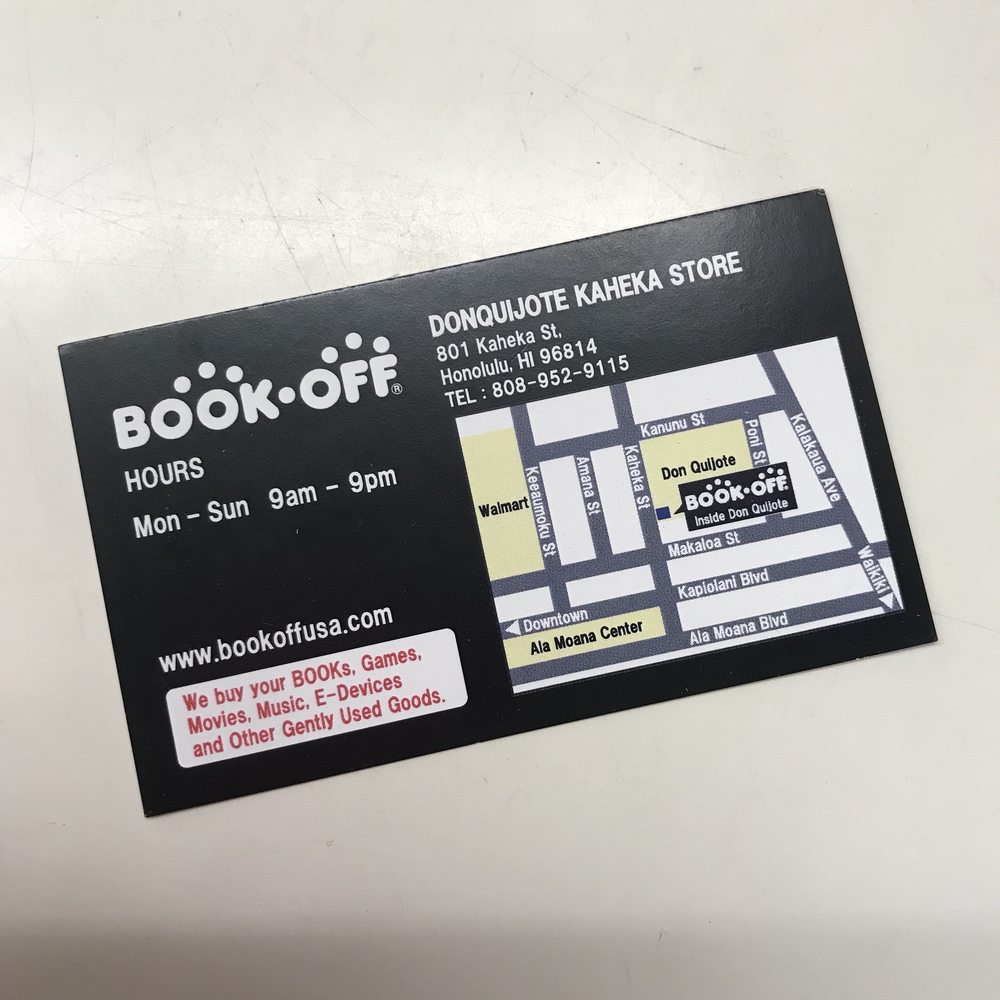 BOOK•OFF®
HOURS
Mon - Sun 9am - 9pm
www.bookoffusa.com
We buy your BOOKs, Games,
Movies, Music, E-Devices
and Other Gently Used Goods.
DONQUIJOTE KAHEKA STORE
801 Kaheka St,
Honolulu, HI 96814
TEL : 808-952-9115
Kanunu St
Poni St
Kalakaua Ave
Don Quijote
Kaheka St
Amana St
Keeaumoku St
Walmart
BOOK•OFF
Inside Don Quijote
Makaloa St
Kapiolani Blvd
Waikiki
Downtown
Ala Moana Center
Ala Moana Blvd